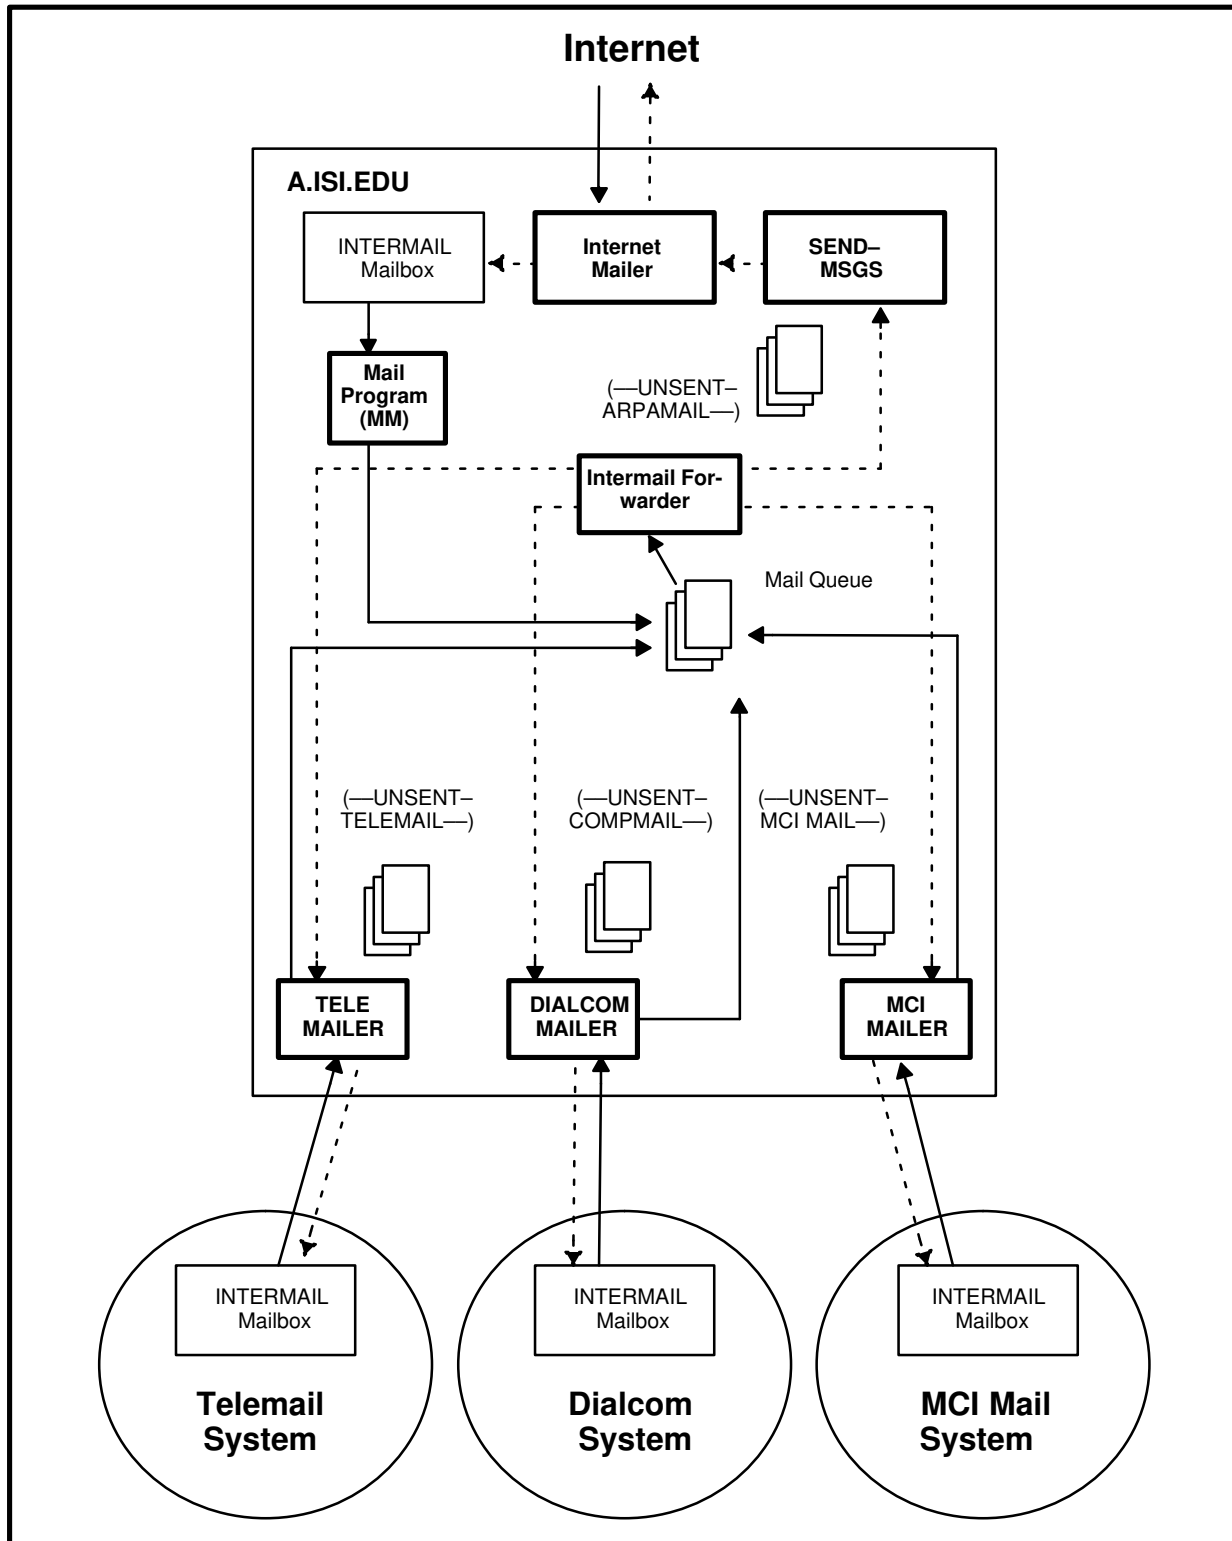 Internet
A.ISI.EDU
INTERMAIL
Mailbox
Internet
Mailer
SEND–
MSGS
Mail
Program
(MM)
(—UNSENT–
ARPAMAIL—)
Intermail For-
warder
Mail Queue
(—UNSENT–
TELEMAIL—)
(—UNSENT–
COMPMAIL—)
(—UNSENT–
MCI MAIL—)
TELE
MAILER
DIALCOM
MAILER
MCI
MAILER
INTERMAIL
Mailbox
INTERMAIL
Mailbox
INTERMAIL
Mailbox
Telemail
System
Dialcom
System
MCI Mail
System